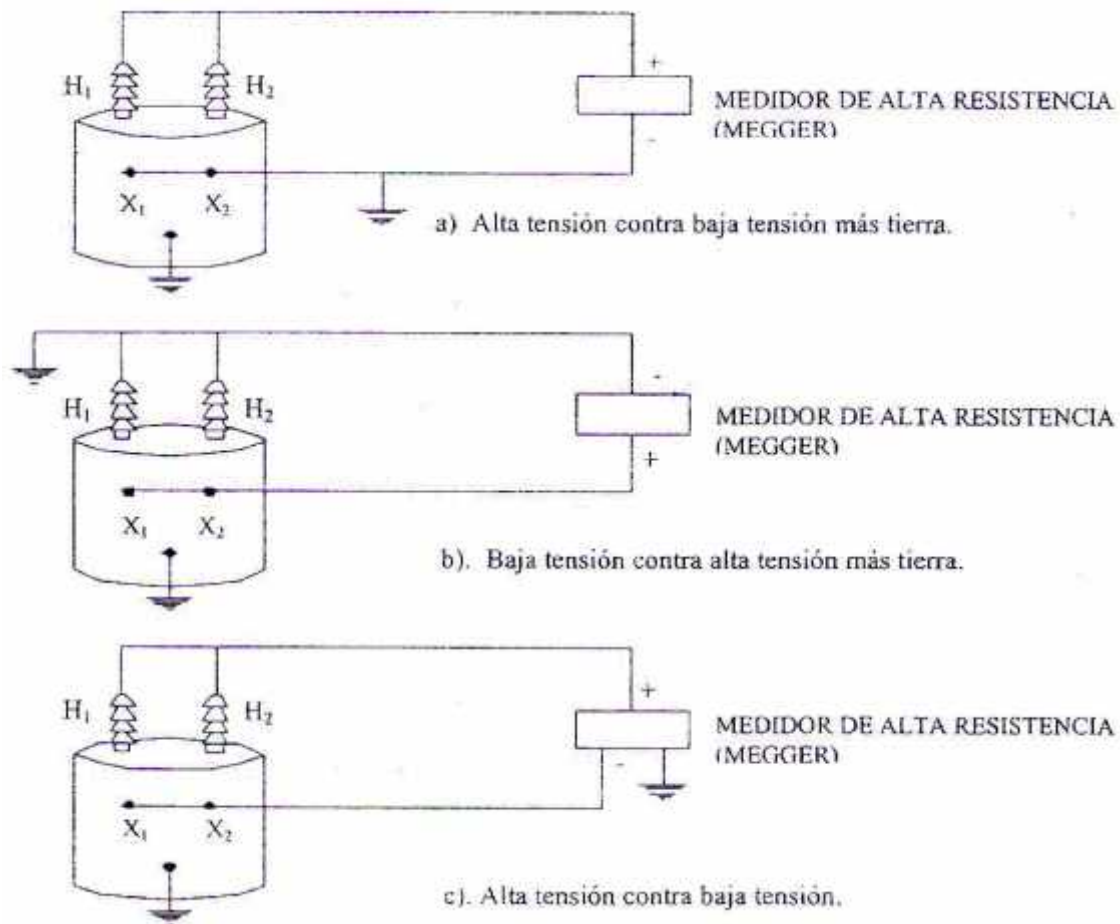 H₁ H₂
+
MEDIDOR DE ALTA RESISTENCIA
(MEGGER)
-
X₁ X₂
a) Alta tensión contra baja tensión más tierra.
H₁ H₂
-
MEDIDOR DE ALTA RESISTENCIA
(MEGGER)
+
X₁ X₂
b). Baja tensión contra alta tensión más tierra.
H₁ H₂
+
MEDIDOR DE ALTA RESISTENCIA
(MEGGER)
-
X₁ X₂
c). Alta tensión contra baja tensión.